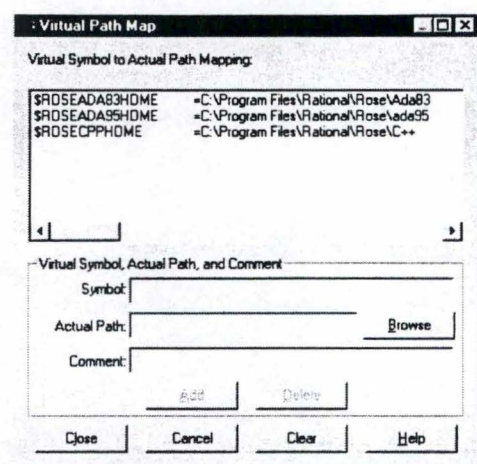 : Virtual Path Map
Virtual Symbol to Actual Path Mapping:
$ROSEADA83HOME =C:\Program Files\Rational\Rose\Ada83
$ROSEADA95HOME =C:\Program Files\Rational\Rose\ada95
$ROSECPPHOME =C:\Program Files\Rational\Rose\C++
Virtual Symbol, Actual Path, and Comment
Symbol:
Actual Path:
Browse
Comment:
Add Delete
Close Cancel Clear Help